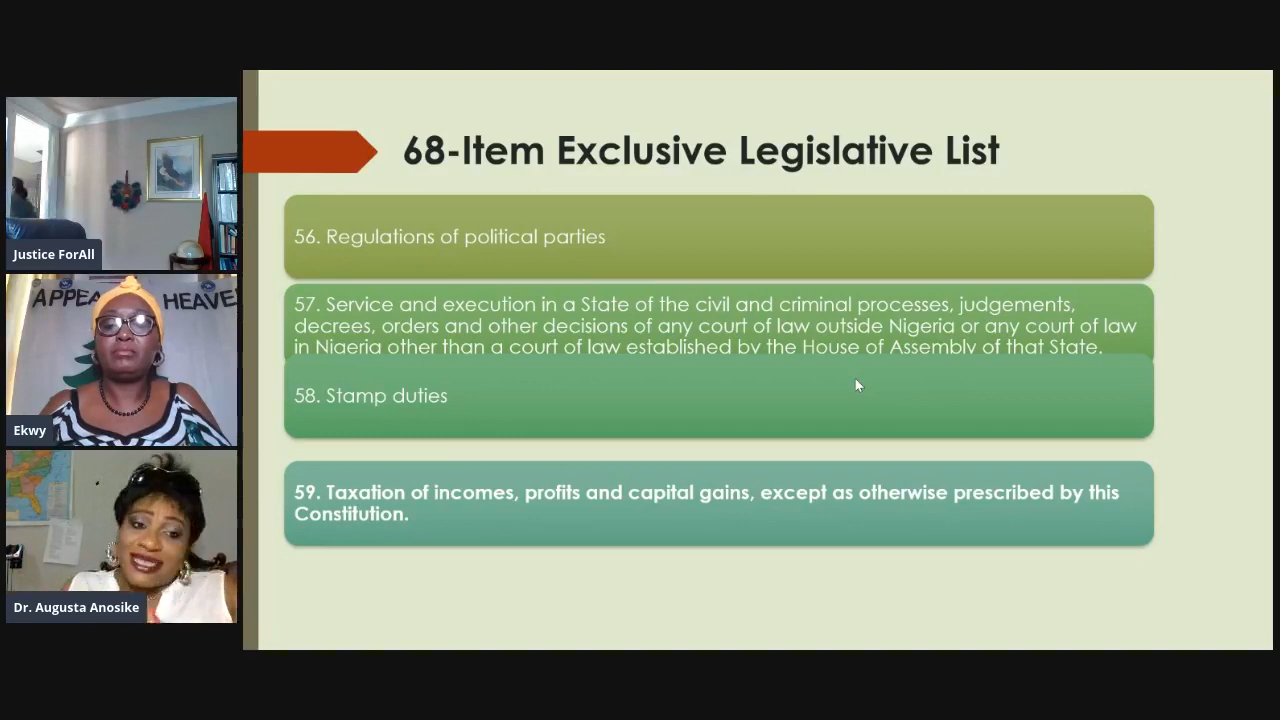 68-Item Exclusive Legislative List
56. Regulations of political parties
57. Service and execution in a State of the civil and criminal processes, judgements,
decrees, orders and other decisions of any court of law outside Nigeria or any court of law
in Nigeria other than a court of law established by the House of Assembly of that State.
58. Stamp duties
59. Taxation of incomes, profits and capital gains, except as otherwise prescribed by this
Constitution.
Justice ForAll
APPEA HEAVE
Ekwy
Dr. Augusta Anosike